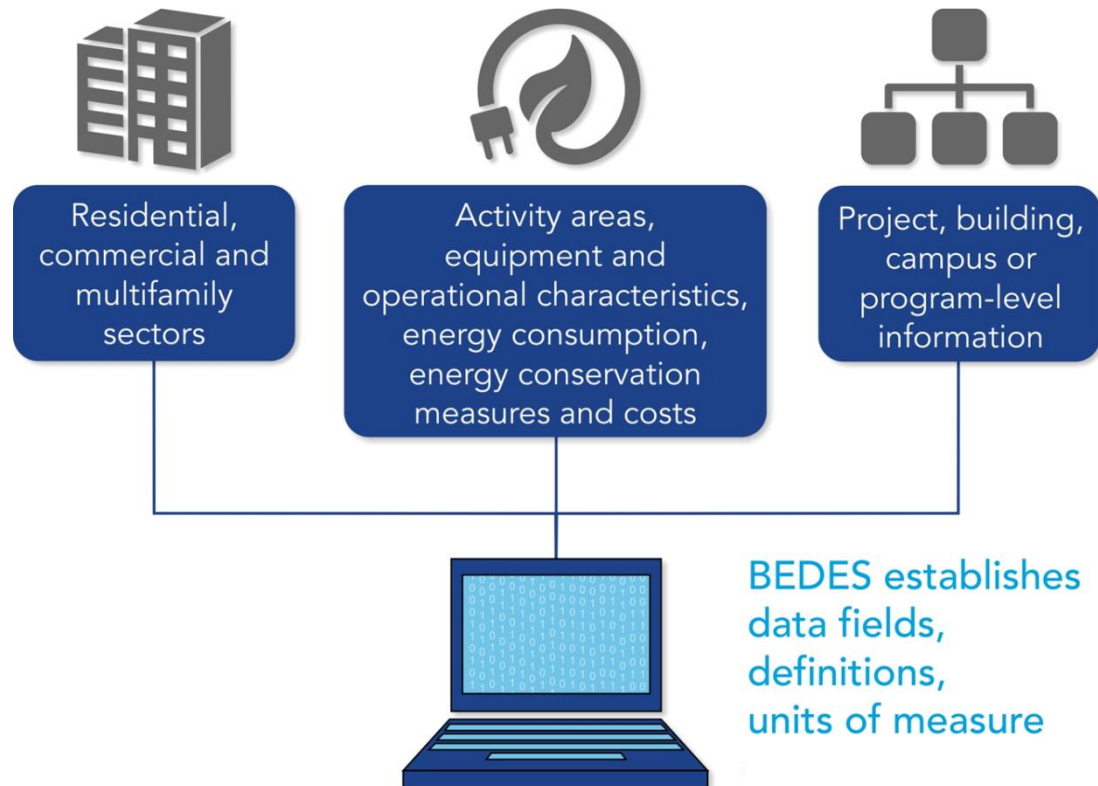 Residential,
commercial and
multifamily
sectors
Activity areas,
equipment and
operational characteristics,
energy consumption,
energy conservation
measures and costs
Project, building,
campus or
program-level
information
BEDES establishes
data fields,
definitions,
units of measure